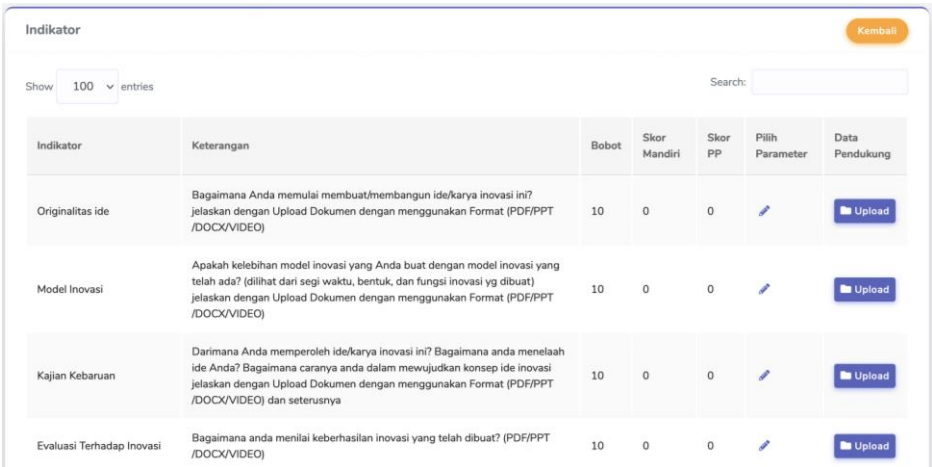 Indikator
Kembali
Show 100 entries
Search:
Indikator Keterangan Bobot Skor Mandiri Skor PP Pilih Parameter Data Pendukung
Originalitas ide
Bagaimana Anda memulai membuat/membangun ide/karya inovasi ini?
jelaskan dengan Upload Dokumen dengan menggunakan Format (PDF/PPT
/DOCX/VIDEO)
10 0 0 Upload
Model Inovasi
Apakah kelebihan model inovasi yang Anda buat dengan model inovasi yang
telah ada? (dilihat dari segi waktu, bentuk, dan fungsi inovasi yg dibuat)
jelaskan dengan Upload Dokumen dengan menggunakan Format (PDF/PPT
/DOCX/VIDEO)
10 0 0 Upload
Kajian Kebaruan
Darimana Anda memperoleh ide/karya inovasi ini? Bagaimana anda menelaah
ide Anda? Bagaimana caranya anda dalam mewujudkan konsep ide inovasi
jelaskan dengan Upload Dokumen dengan menggunakan Format (PDF/PPT
/DOCX/VIDEO) dan seterusnya
10 0 0 Upload
Evaluasi Terhadap Inovasi
Bagaimana anda menilai keberhasilan inovasi yang telah dibuat? (PDF/PPT
/DOCX/VIDEO)
10 0 0 Upload